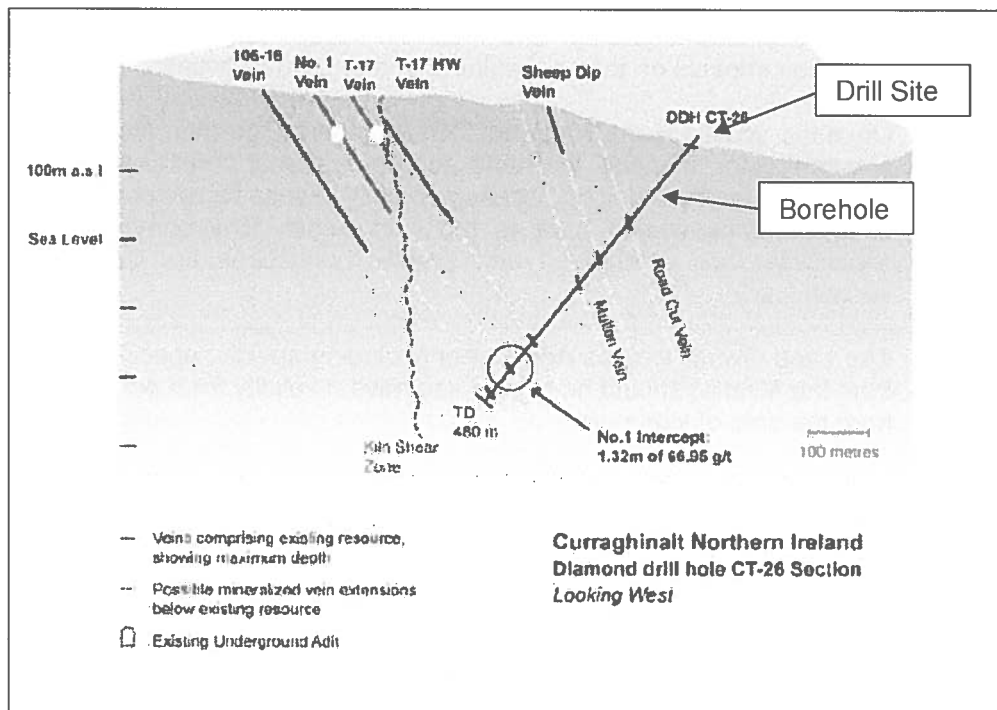 106-16 Vein
No. 1 Vein
T-17 Vein
T-17 HW Vein
Sheep Dip Vein
DDH CT-26
Drill Site
Borehole
100m a.s.l
Sea Level
Mutton Vein
Road Cut Vein
TD
480 m
Kiln Shear
Zone
No.1 Intercept:
1.32m of 66.95 g/t
100 metres
Veins comprising existing resource,
showing maximum depth
Possible mineralized vein extensions
below existing resource
Existing Underground Adit
Curraghinalt Northern Ireland
Diamond drill hole CT-26 Section
Looking West